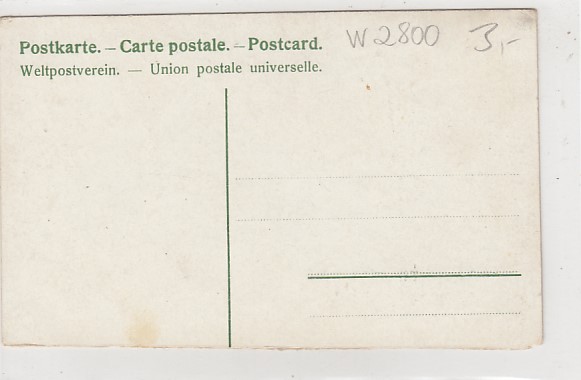 Postkarte. – Carte postale. – Postcard. W 2800 3,-
Weltpostverein. — Union postale universelle.